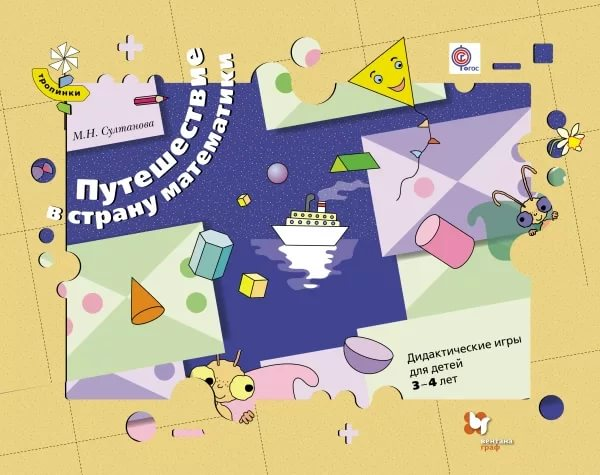 тропинки
М.Н. Султанова
Путешествие
в страну математики
ФГОС
Дидактические игры
для детей
3–4 лет
вентана
граф